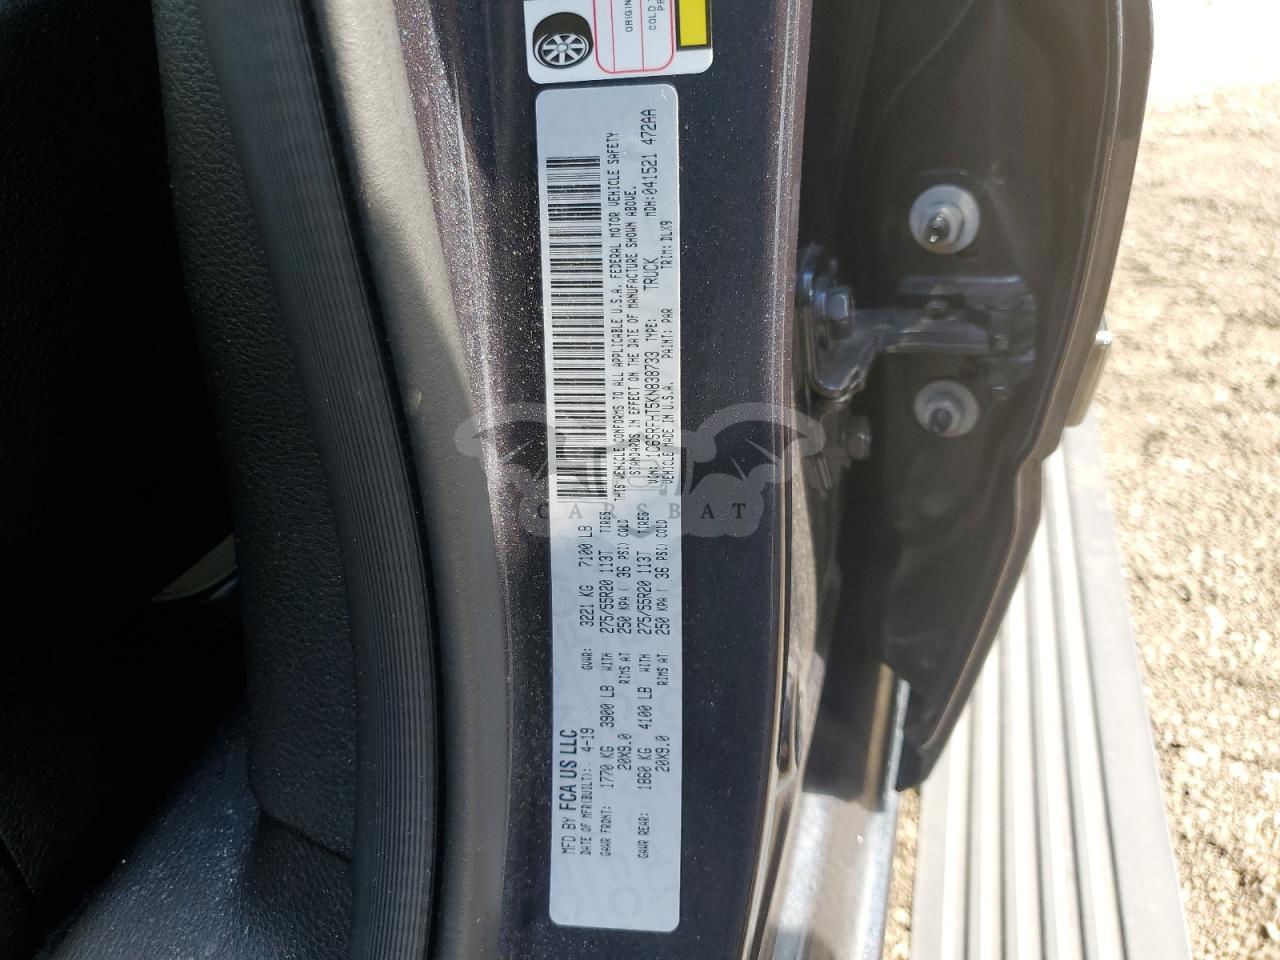 ORIGIN
COLD
MFD BY FCA US LLC
DATE OF MFR(BUILT): 4-19 GVWR: 3221 KG 7100 LB
GAWR FRONT: 1770 KG 3900 LB WITH 275/55R20 113T TIRES
20X9.0 RIMS AT 250 KPA ( 36 PSI) COLD
GAWR REAR: 1860 KG 4100 LB WITH 275/55R20 113T TIRES
20X9.0 RIMS AT 250 KPA ( 36 PSI) COLD
THIS VEHICLE CONFORMS TO ALL APPLICABLE U.S.A. FEDERAL MOTOR VEHICLE SAFETY
STANDARDS IN EFFECT ON THE DATE OF MANUFACTURE SHOWN ABOVE.
VIN: 1C6SRFHT5KN838733 TYPE: TRUCK MDH:041521 472AA
VEHICLE MADE IN U.S.A. PAINT: PAR TRIM: DLX9
CARSBAT